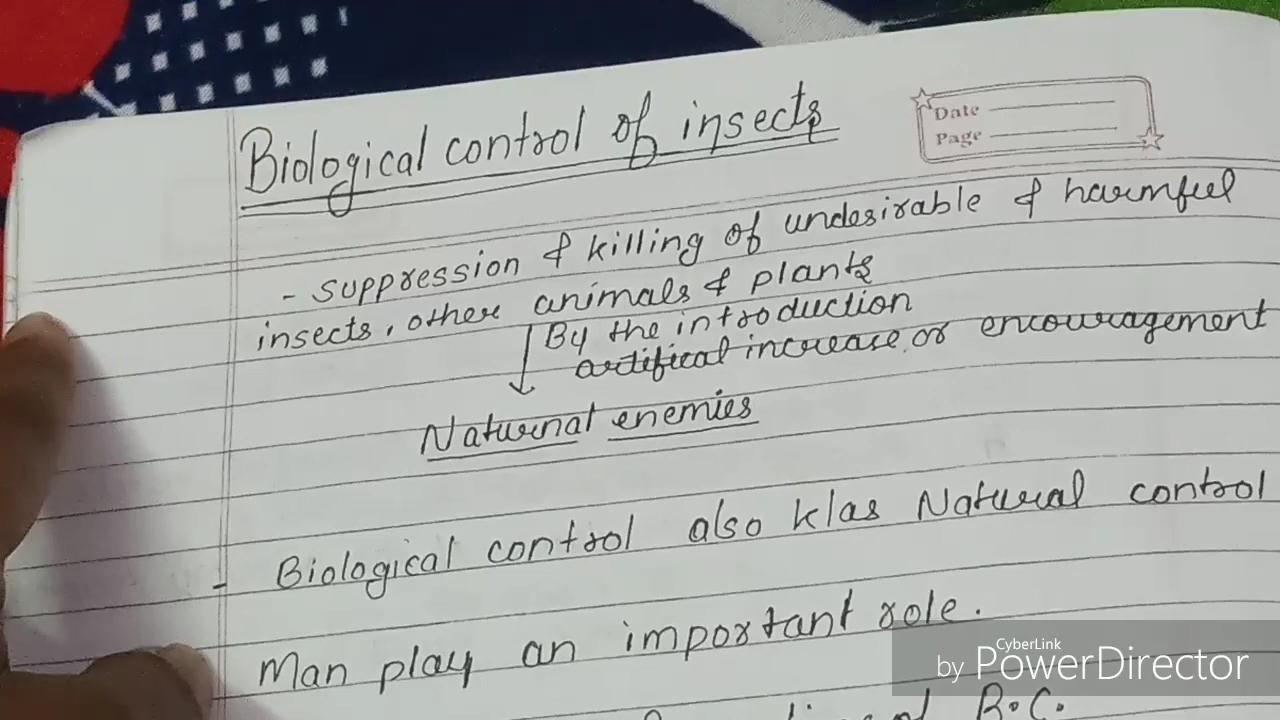 Biological control of insects
Date
Page
- suppression & killing of undesirable & harmful
insects, other animals & plants
By the introduction
artifical increase or encouragement
Naturnal enemies
- Biological control also klas Natural control
Man play an important role.
B.C.
CyberLink
by PowerDirector